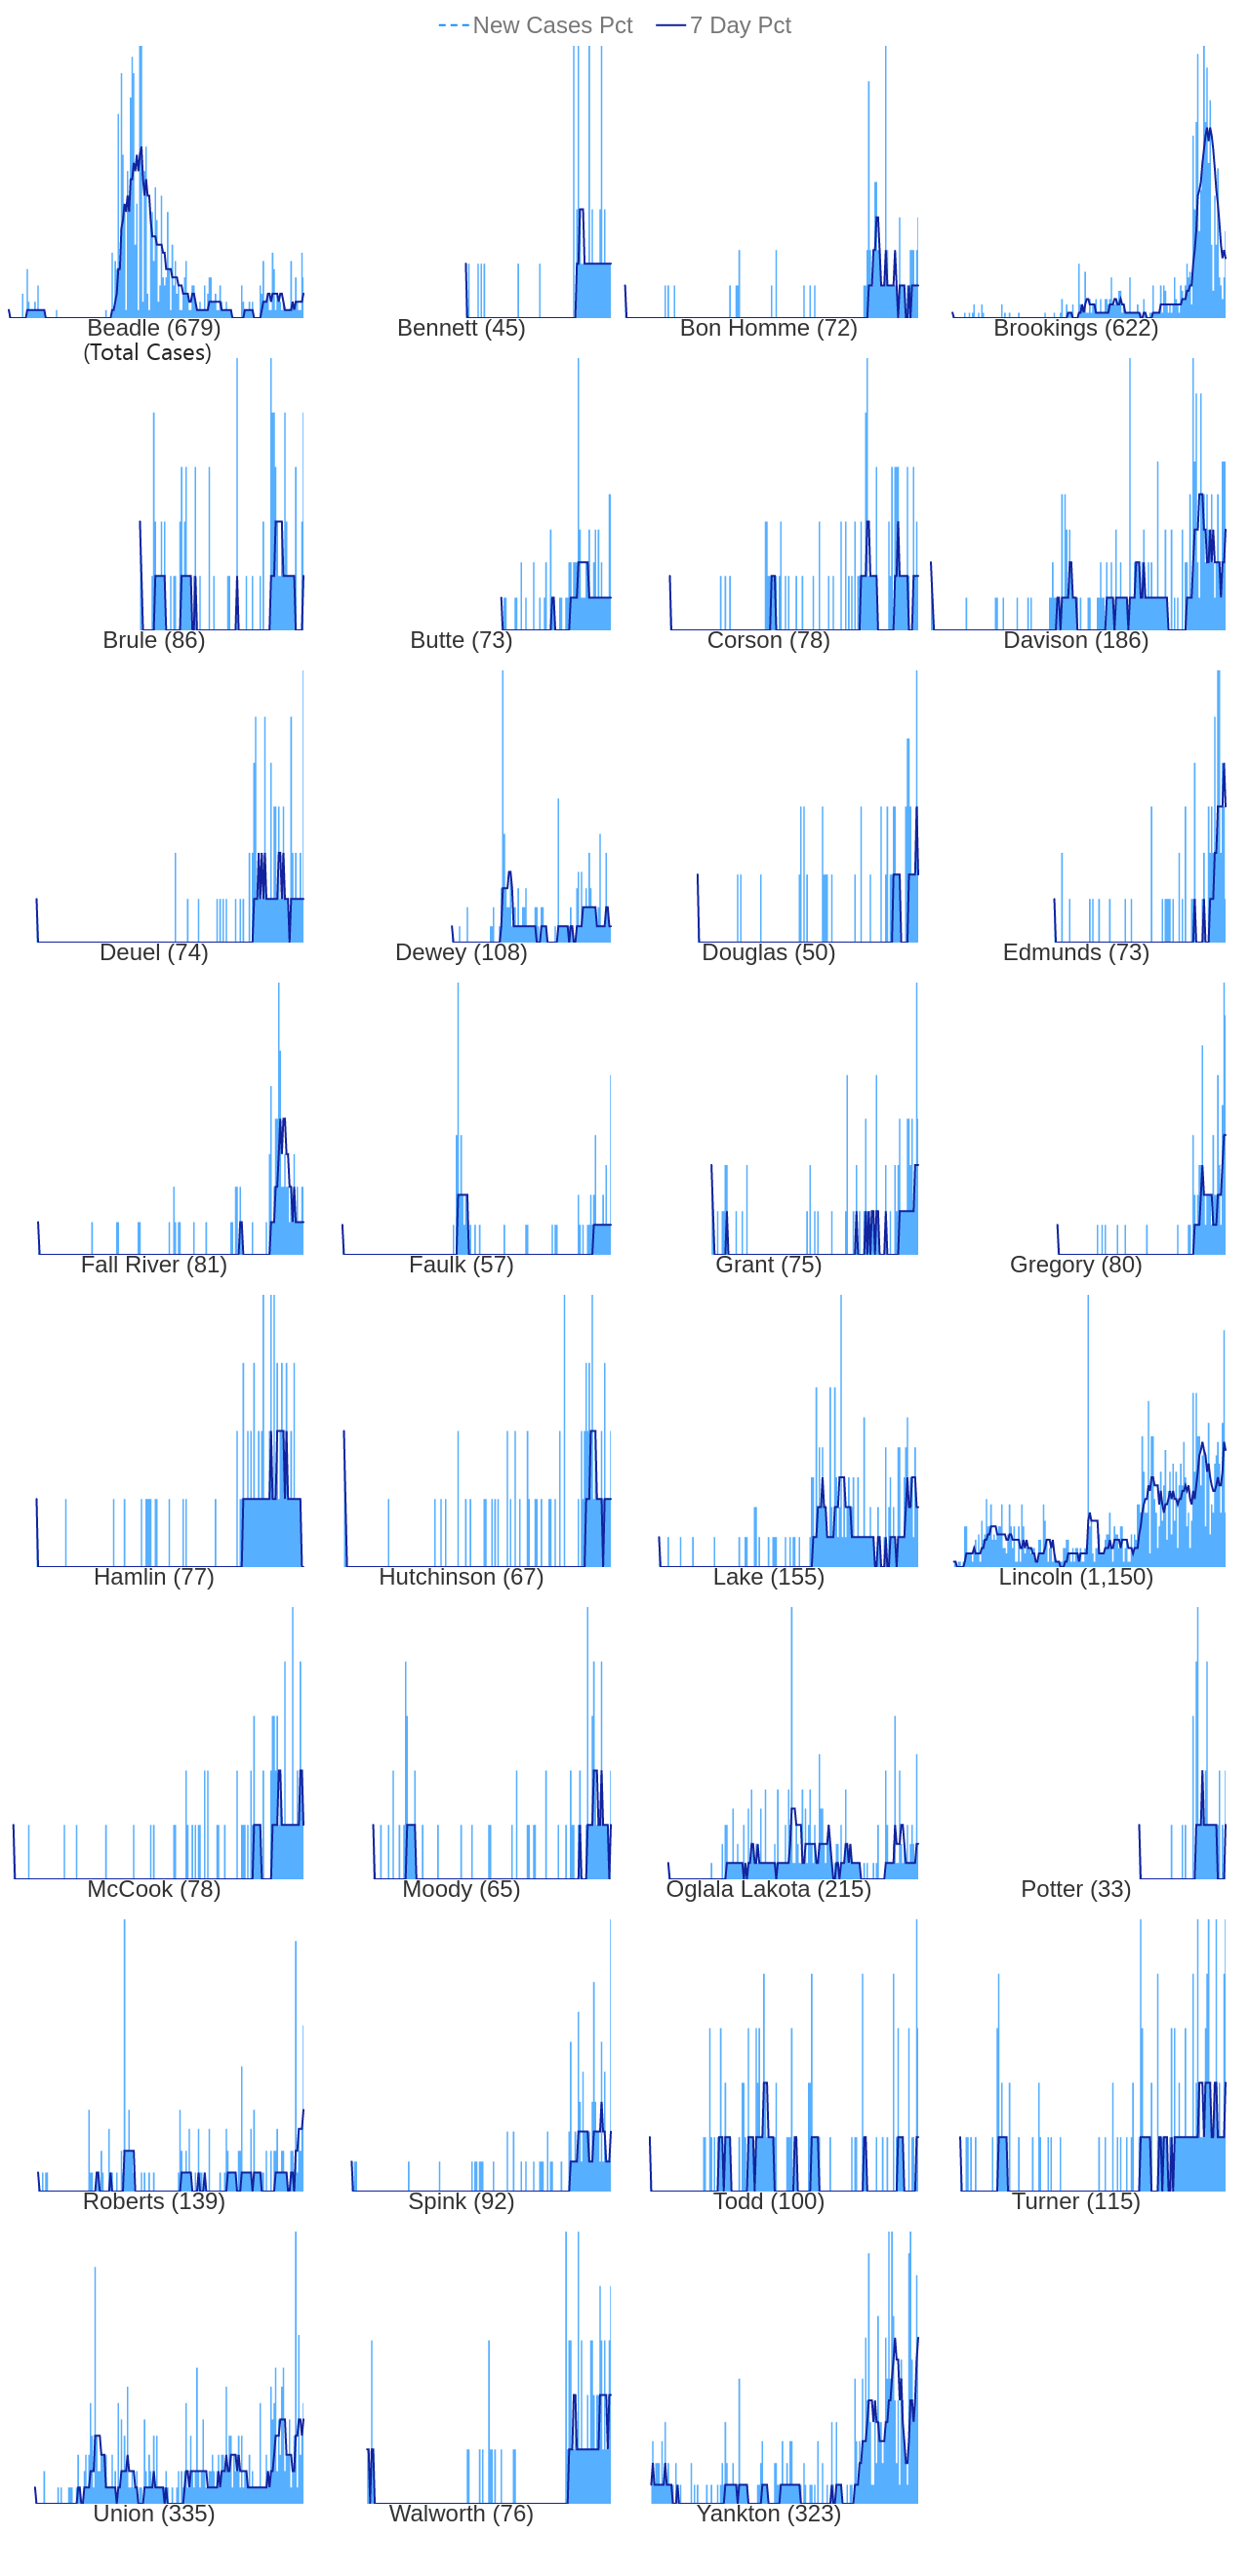 New Cases Pct 7 Day Pct
Beadle (679) Bennett (45) Bon Homme (72) Brookings (622)
(Total Cases)
Brule (86) Butte (73) Corson (78) Davison (186)
Deuel (74) Dewey (108) Douglas (50) Edmunds (73)
Fall River (81) Faulk (57) Grant (75) Gregory (80)
Hamlin (77) Hutchinson (67) Lake (155) Lincoln (1,150)
McCook (78) Moody (65) Oglala Lakota (215) Potter (33)
Roberts (139) Spink (92) Todd (100) Turner (115)
Union (335) Walworth (76) Yankton (323)